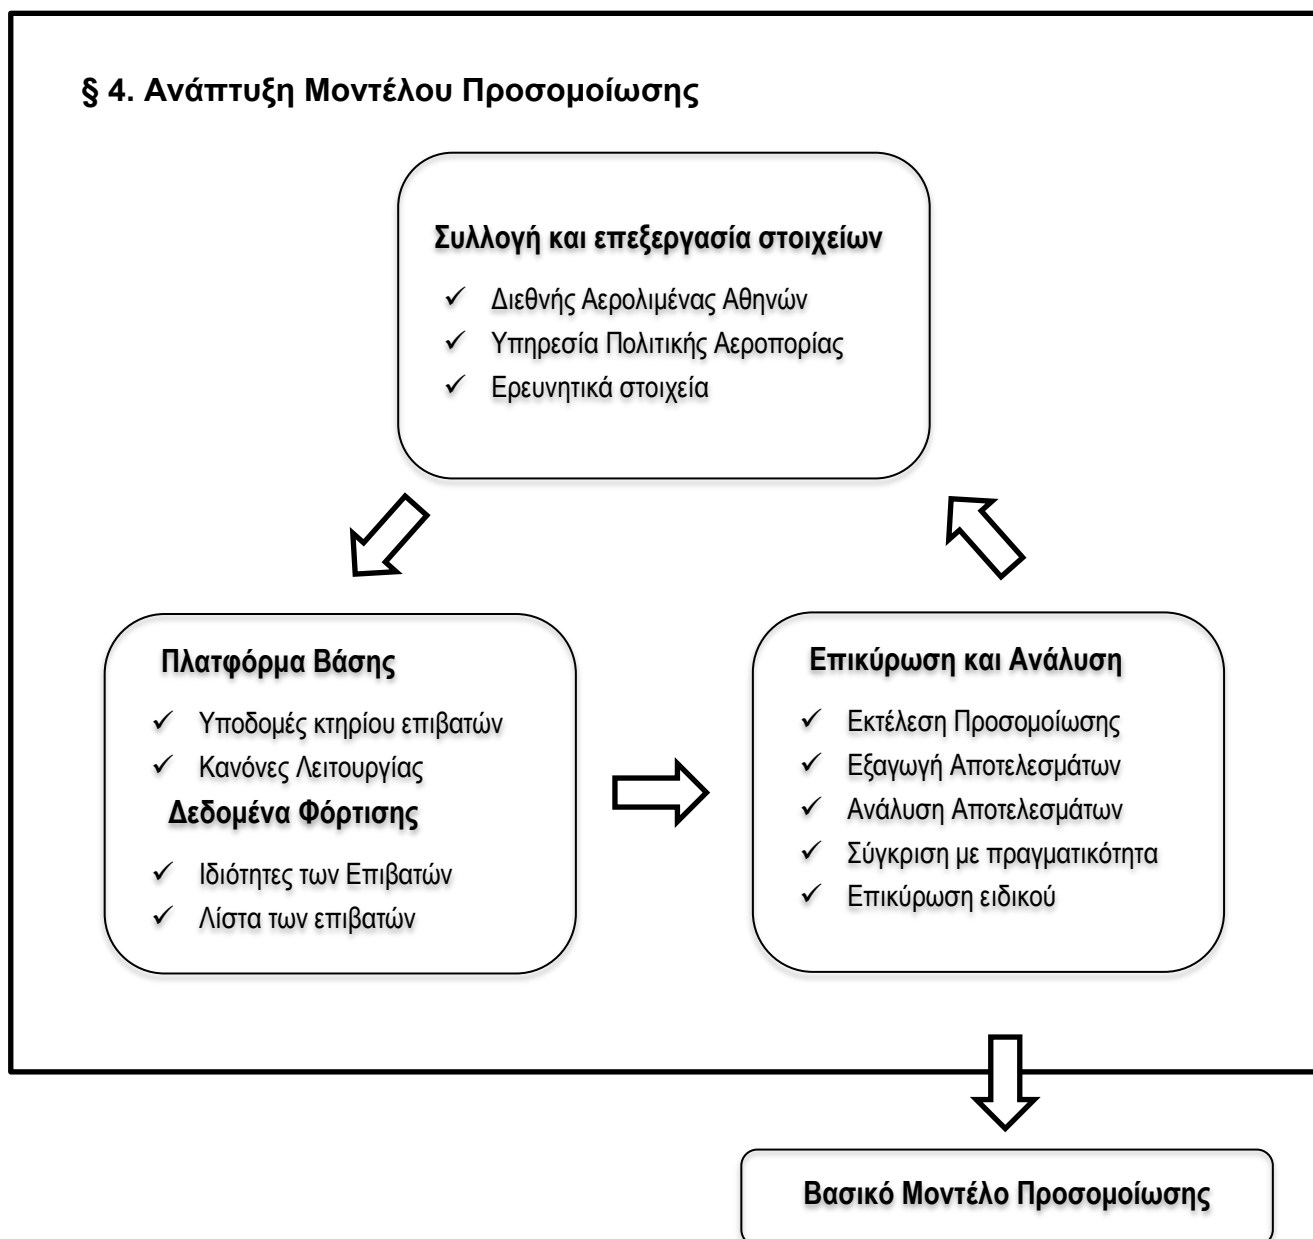 § 4. Ανάπτυξη Μοντέλου Προσομοίωσης
Συλλογή και επεξεργασία στοιχείων
✓ Διεθνής Αερολιμένας Αθηνών
✓ Υπηρεσία Πολιτικής Αεροπορίας
✓ Ερευνητικά στοιχεία
Πλατφόρμα Βάσης
✓ Υποδομές κτηρίου επιβατών
✓ Κανόνες Λειτουργίας
Δεδομένα Φόρτισης
✓ Ιδιότητες των Επιβατών
✓ Λίστα των επιβατών
Επικύρωση και Ανάλυση
✓ Εκτέλεση Προσομοίωσης
✓ Εξαγωγή Αποτελεσμάτων
✓ Ανάλυση Αποτελεσμάτων
✓ Σύγκριση με πραγματικότητα
✓ Επικύρωση ειδικού
Βασικό Μοντέλο Προσομοίωσης